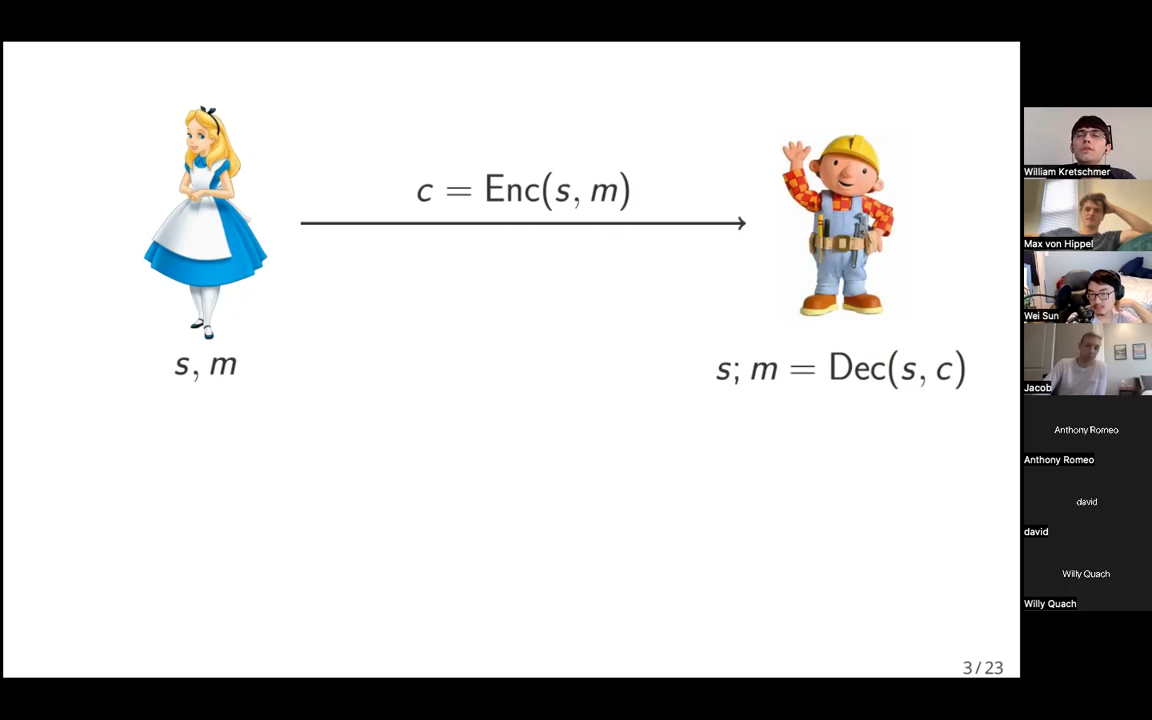 c = Enc(s, m)
s, m
s; m = Dec(s, c)
3 / 23
William Kretschmer
Max von Hippel
Wei Sun
Jacob
Anthony Romeo
Anthony Romeo
david
david
Willy Quach
Willy Quach